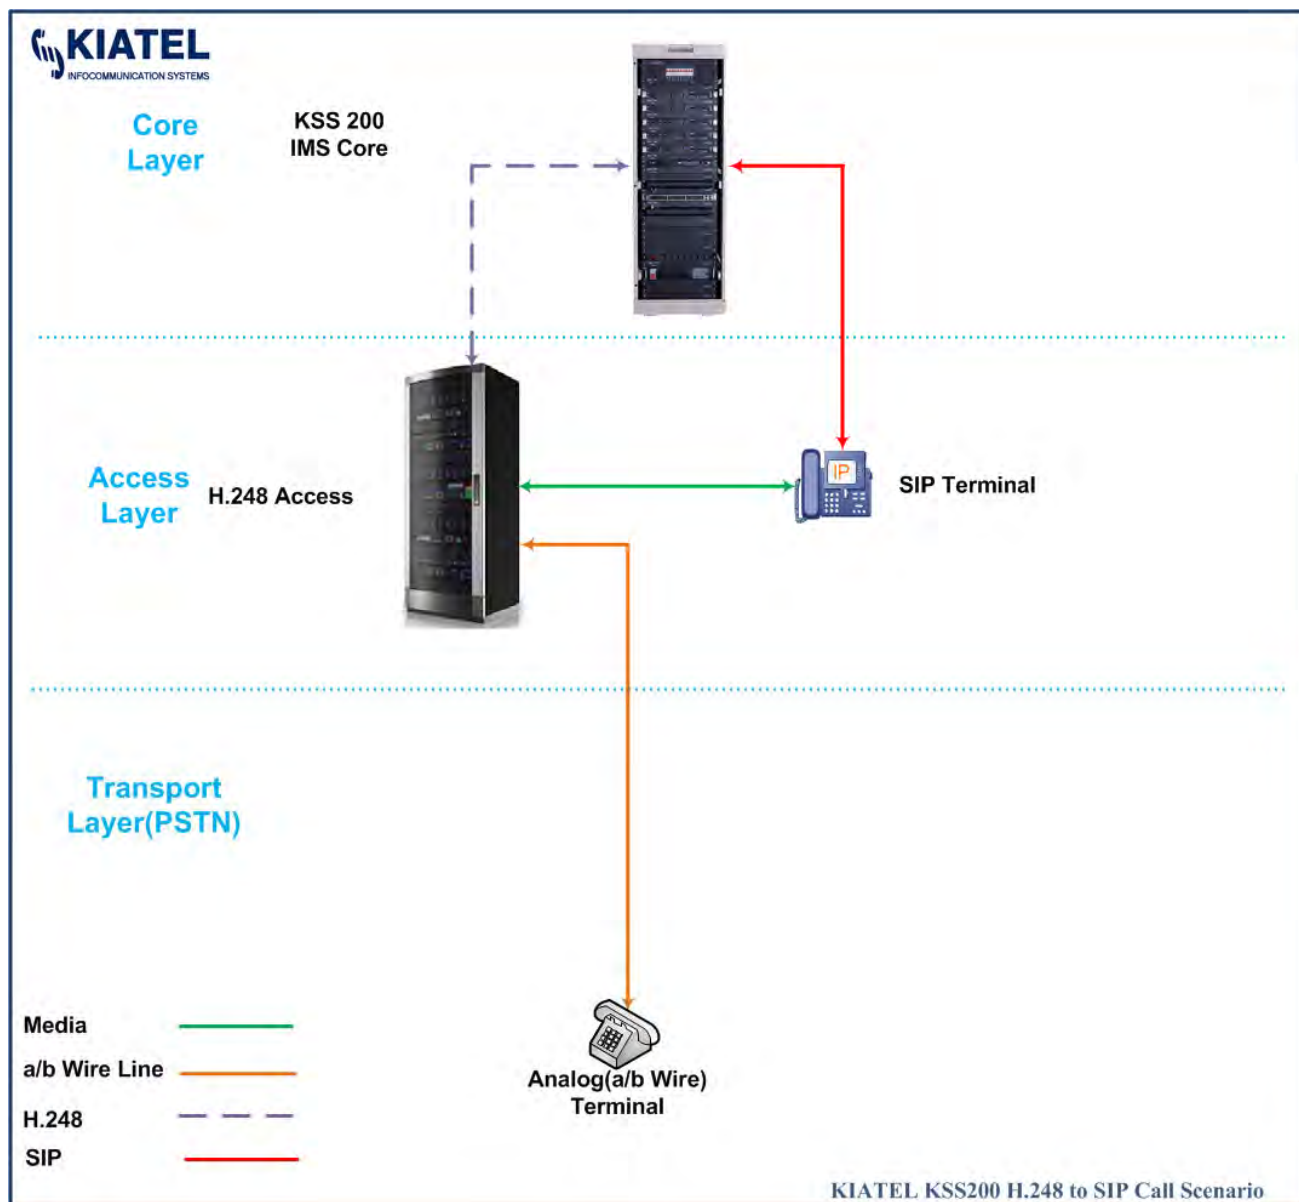 KIATEL
INFOCOMMUNICATION SYSTEMS
Core
Layer
KSS 200
IMS Core
Access
Layer
H.248 Access
IP
SIP Terminal
Transport
Layer(PSTN)
Media
a/b Wire Line
H.248
SIP
Analog(a/b Wire)
Terminal
KIATEL KSS200 H.248 to SIP Call Scenario